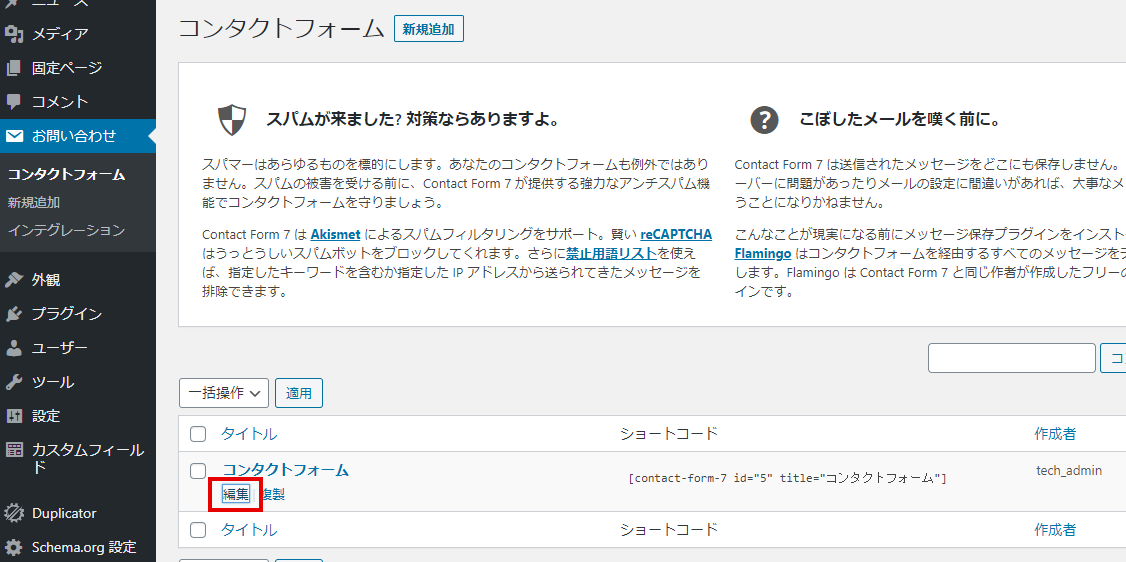 ニュース
メディア
固定ページ
コメント
お問い合わせ
コンタクトフォーム
新規追加
インテグレーション
外観
プラグイン
ユーザー
ツール
設定
カスタムフィール
ド
Duplicator
Schema.org 設定
コンタクトフォーム 新規追加
スパムが来ました? 対策ならありますよ。
スパマーはあらゆるものを標的にします。あなたのコンタクトフォームも例外ではあり
ません。スパムの被害を受ける前に、Contact Form 7 が提供する強力なアンチスパム機
能でコンタクトフォームを守りましょう。
Contact Form 7 は Akismet によるスパムフィルタリングをサポート。賢い reCAPTCHA
はうっとうしいスパムボットをブロックしてくれます。さらに禁止用語リストを使え
ば、指定したキーワードを含むか指定した IP アドレスから送られてきたメッセージを
排除できます。
こぼしたメールを嘆く前に。
Contact Form 7 は送信されたメッセージをどこにも保存しません。
ーバーに問題があったりメールの設定に間違いがあれば、大事なメ
うことになりかねません。
こんなことが現実になる前にメッセージ保存プラグインをインスト
Flamingo はコンタクトフォームを経由するすべてのメッセージをデ
します。Flamingo は Contact Form 7 と同じ作者が作成したフリーの
インです。
コ
一括操作 適用
タイトル ショートコード 作成者
コンタクトフォーム [contact-form-7 id="5" title="コンタクトフォーム"] tech_admin
編集 | 複製
タイトル ショートコード 作成者